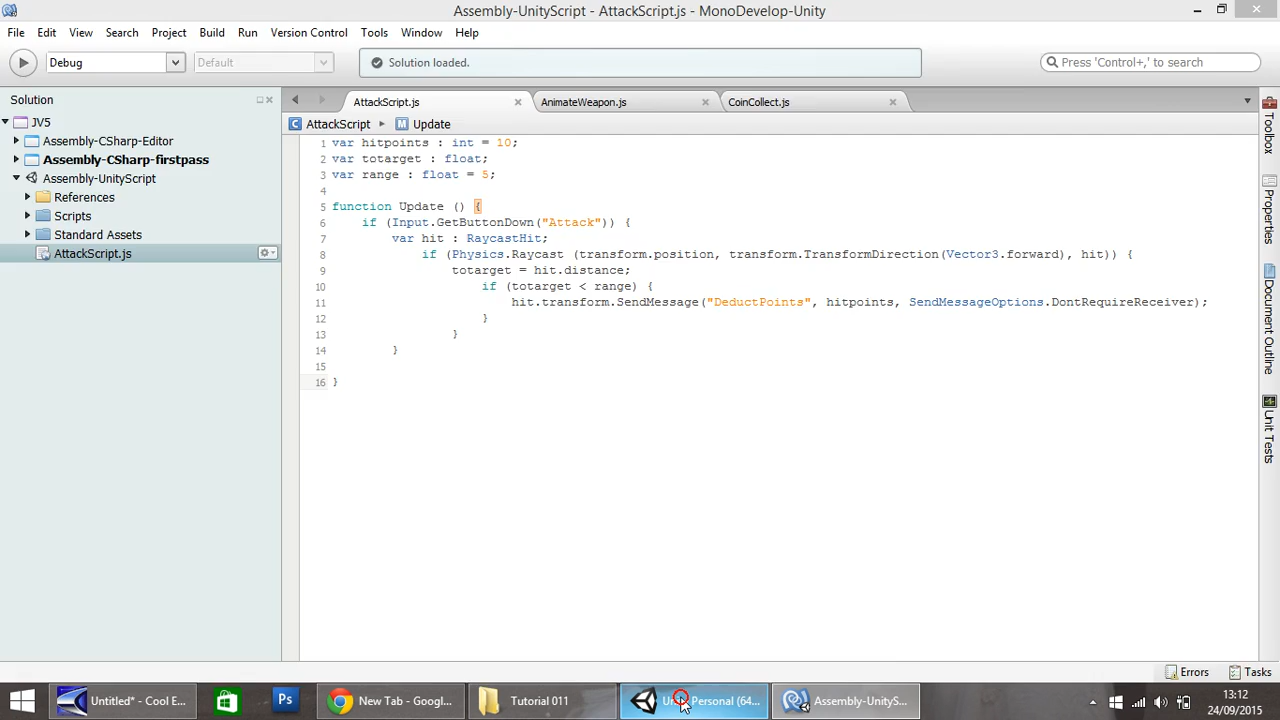 Assembly-UnityScript - AttackScript.js - MonoDevelop-Unity
File Edit View Search Project Build Run Version Control Tools Window Help
Debug Default Solution loaded. Press 'Control+,' to search
Solution
AttackScript.js AnimateWeapon.js CoinCollect.js
JV5
Assembly-CSharp-Editor
Assembly-CSharp-firstpass
Assembly-UnityScript
References
Scripts
Standard Assets
AttackScript.js
C AttackScript M Update
1 var hitpoints : int = 10;
2 var totarget : float;
3 var range : float = 5;
4
5 function Update () {
6 if (Input.GetButtonDown("Attack")) {
7 var hit : RaycastHit;
8 if (Physics.Raycast (transform.position, transform.TransformDirection(Vector3.forward), hit)) {
9 totarget = hit.distance;
10 if (totarget < range) {
11 hit.transform.SendMessage("DeductPoints", hitpoints, SendMessageOptions.DontRequireReceiver);
12 }
13 }
14 }
15
16 }
Toolbox
Properties
Document Outline
Unit Tests
Errors Tasks
Untitled* - Cool E... Ps New Tab - Googl... Tutorial 011 Personal (64... Assembly-UnityS...
13:12
24/09/2015